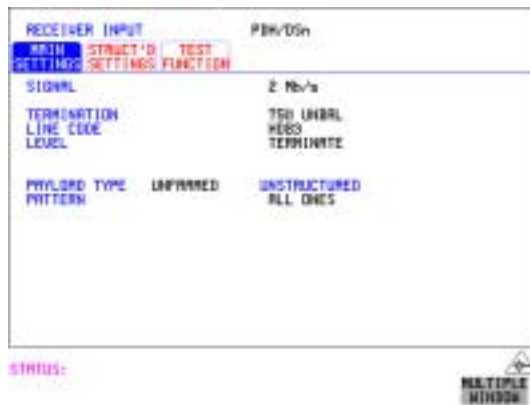 RECEIVER INPUT PDH/DSn
MAIN SETTINGS STRUCT'D SETTINGS TEST FUNCTION
SIGNAL 2 Mb/s
TERMINATION 75Ω UNBAL
LINE CODE HDB3
LEVEL TERMINATE
PAYLOAD TYPE UNFRAMED UNSTRUCTURED
PATTERN ALL ONES
STATUS:
MULTIPLE
WINDOW